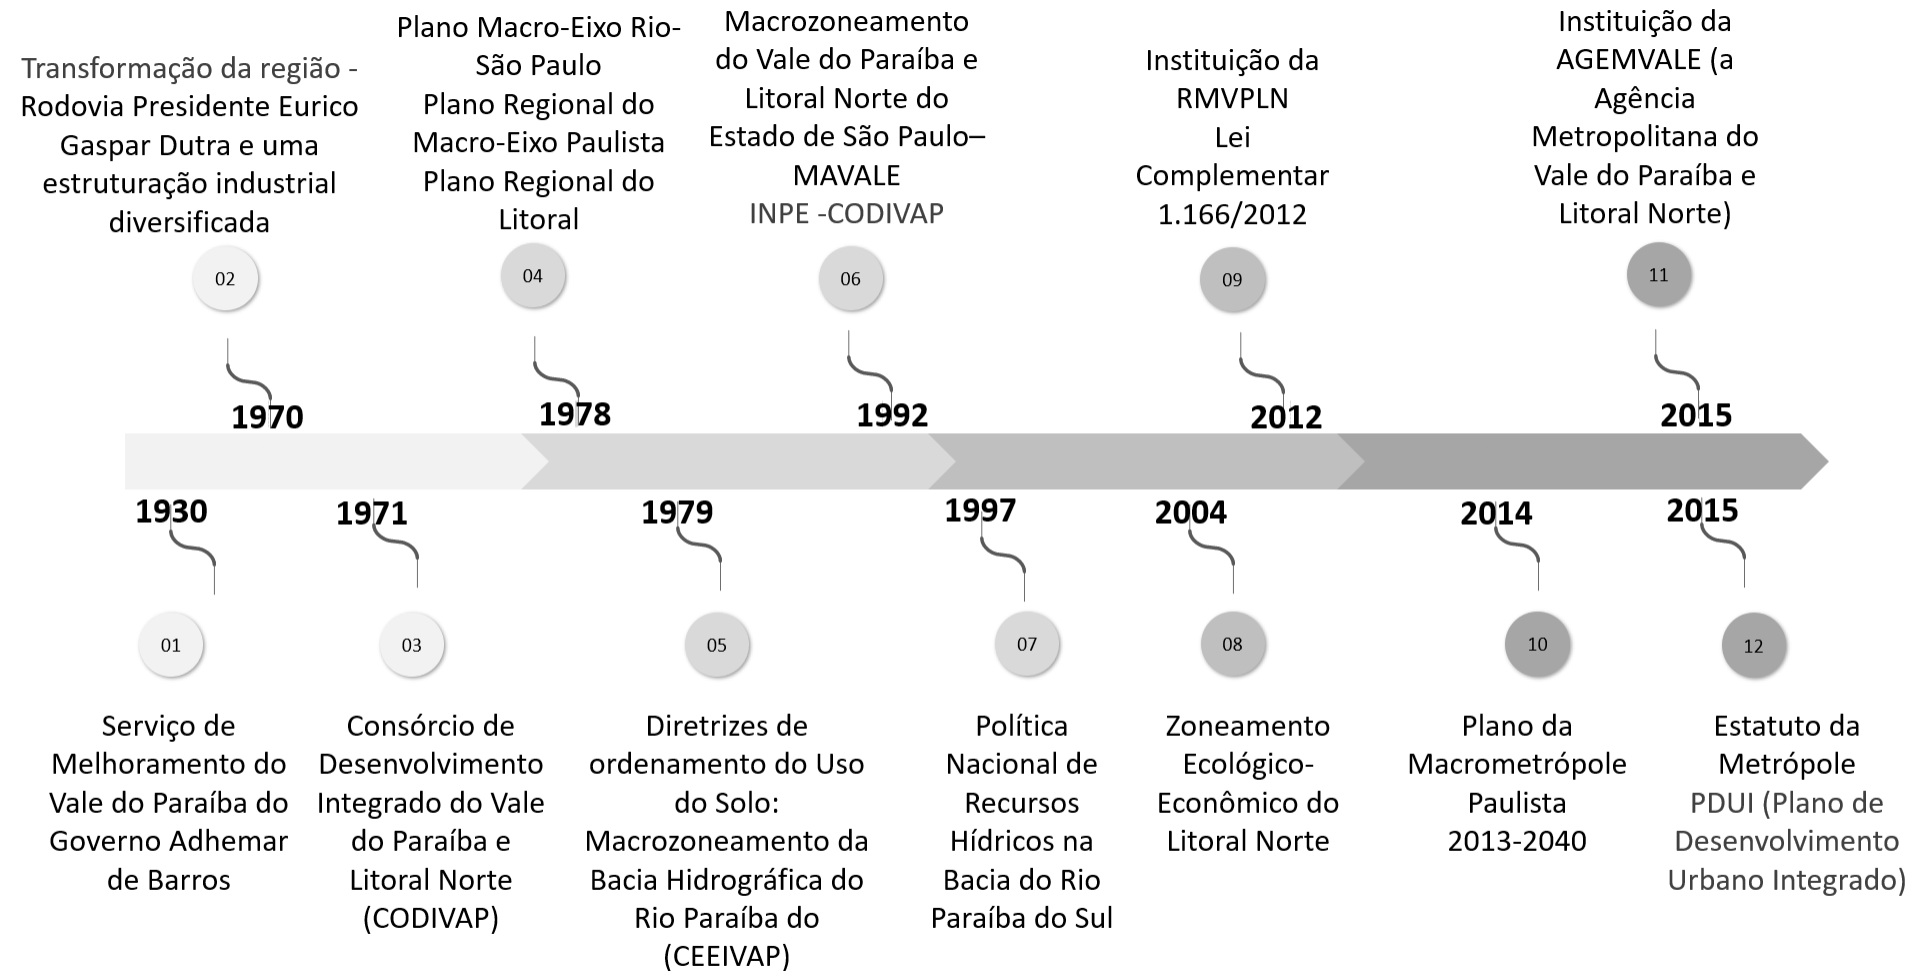 Transformação da região -
Rodovia Presidente Eurico
Gaspar Dutra e uma
estruturação industrial
diversificada
02
1970
Plano Macro-Eixo Rio-
São Paulo
Plano Regional do
Macro-Eixo Paulista
Plano Regional do
Litoral
04
1978
Macrozoneamento
do Vale do Paraíba e
Litoral Norte do
Estado de São Paulo–
MAVALE
INPE -CODIVAP
06
1992
Instituição da
RMVPLN
Lei
Complementar
1.166/2012
09
2012
Instituição da
AGEMVALE (a
Agência
Metropolitana do
Vale do Paraíba e
Litoral Norte)
11
2015
1930
01
Serviço de
Melhoramento do
Vale do Paraíba do
Governo Adhemar
de Barros
1971
03
Consórcio de
Desenvolvimento
Integrado do Vale
do Paraíba e
Litoral Norte
(CODIVAP)
1979
05
Diretrizes de
ordenamento do Uso
do Solo:
Macrozoneamento da
Bacia Hidrográfica do
Rio Paraíba do
(CEEIVAP)
1997
07
Política
Nacional de
Recursos
Hídricos na
Bacia do Rio
Paraíba do Sul
2004
08
Zoneamento
Ecológico-
Econômico do
Litoral Norte
2014
10
Plano da
Macrometrópole
Paulista
2013-2040
2015
12
Estatuto da
Metrópole
PDUI (Plano de
Desenvolvimento
Urbano Integrado)